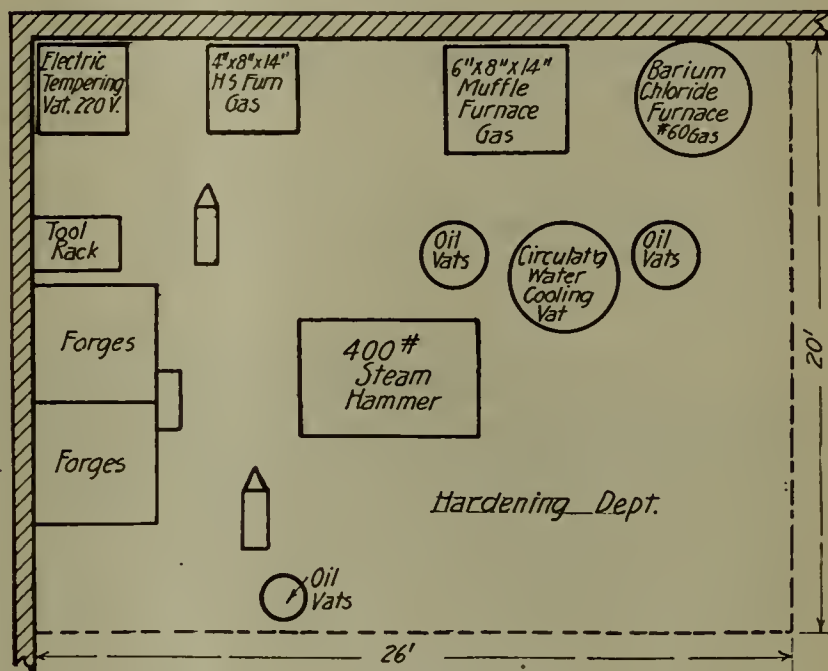 Electric
Tempering
Vat. 220 V.
4"x8"x14"
H S Furn
Gas
6"x8"x14"
Muffle
Furnace
Gas
Barium
Chloride
Furnace
#60 Gas
Tool
Rack
Oil
Vats
Circulat'g
Water
Cooling
Vat
Oil
Vats
Forges
400#
Steam
Hammer
20'
Forges
Hardening Dept.
Oil
Vats
26'